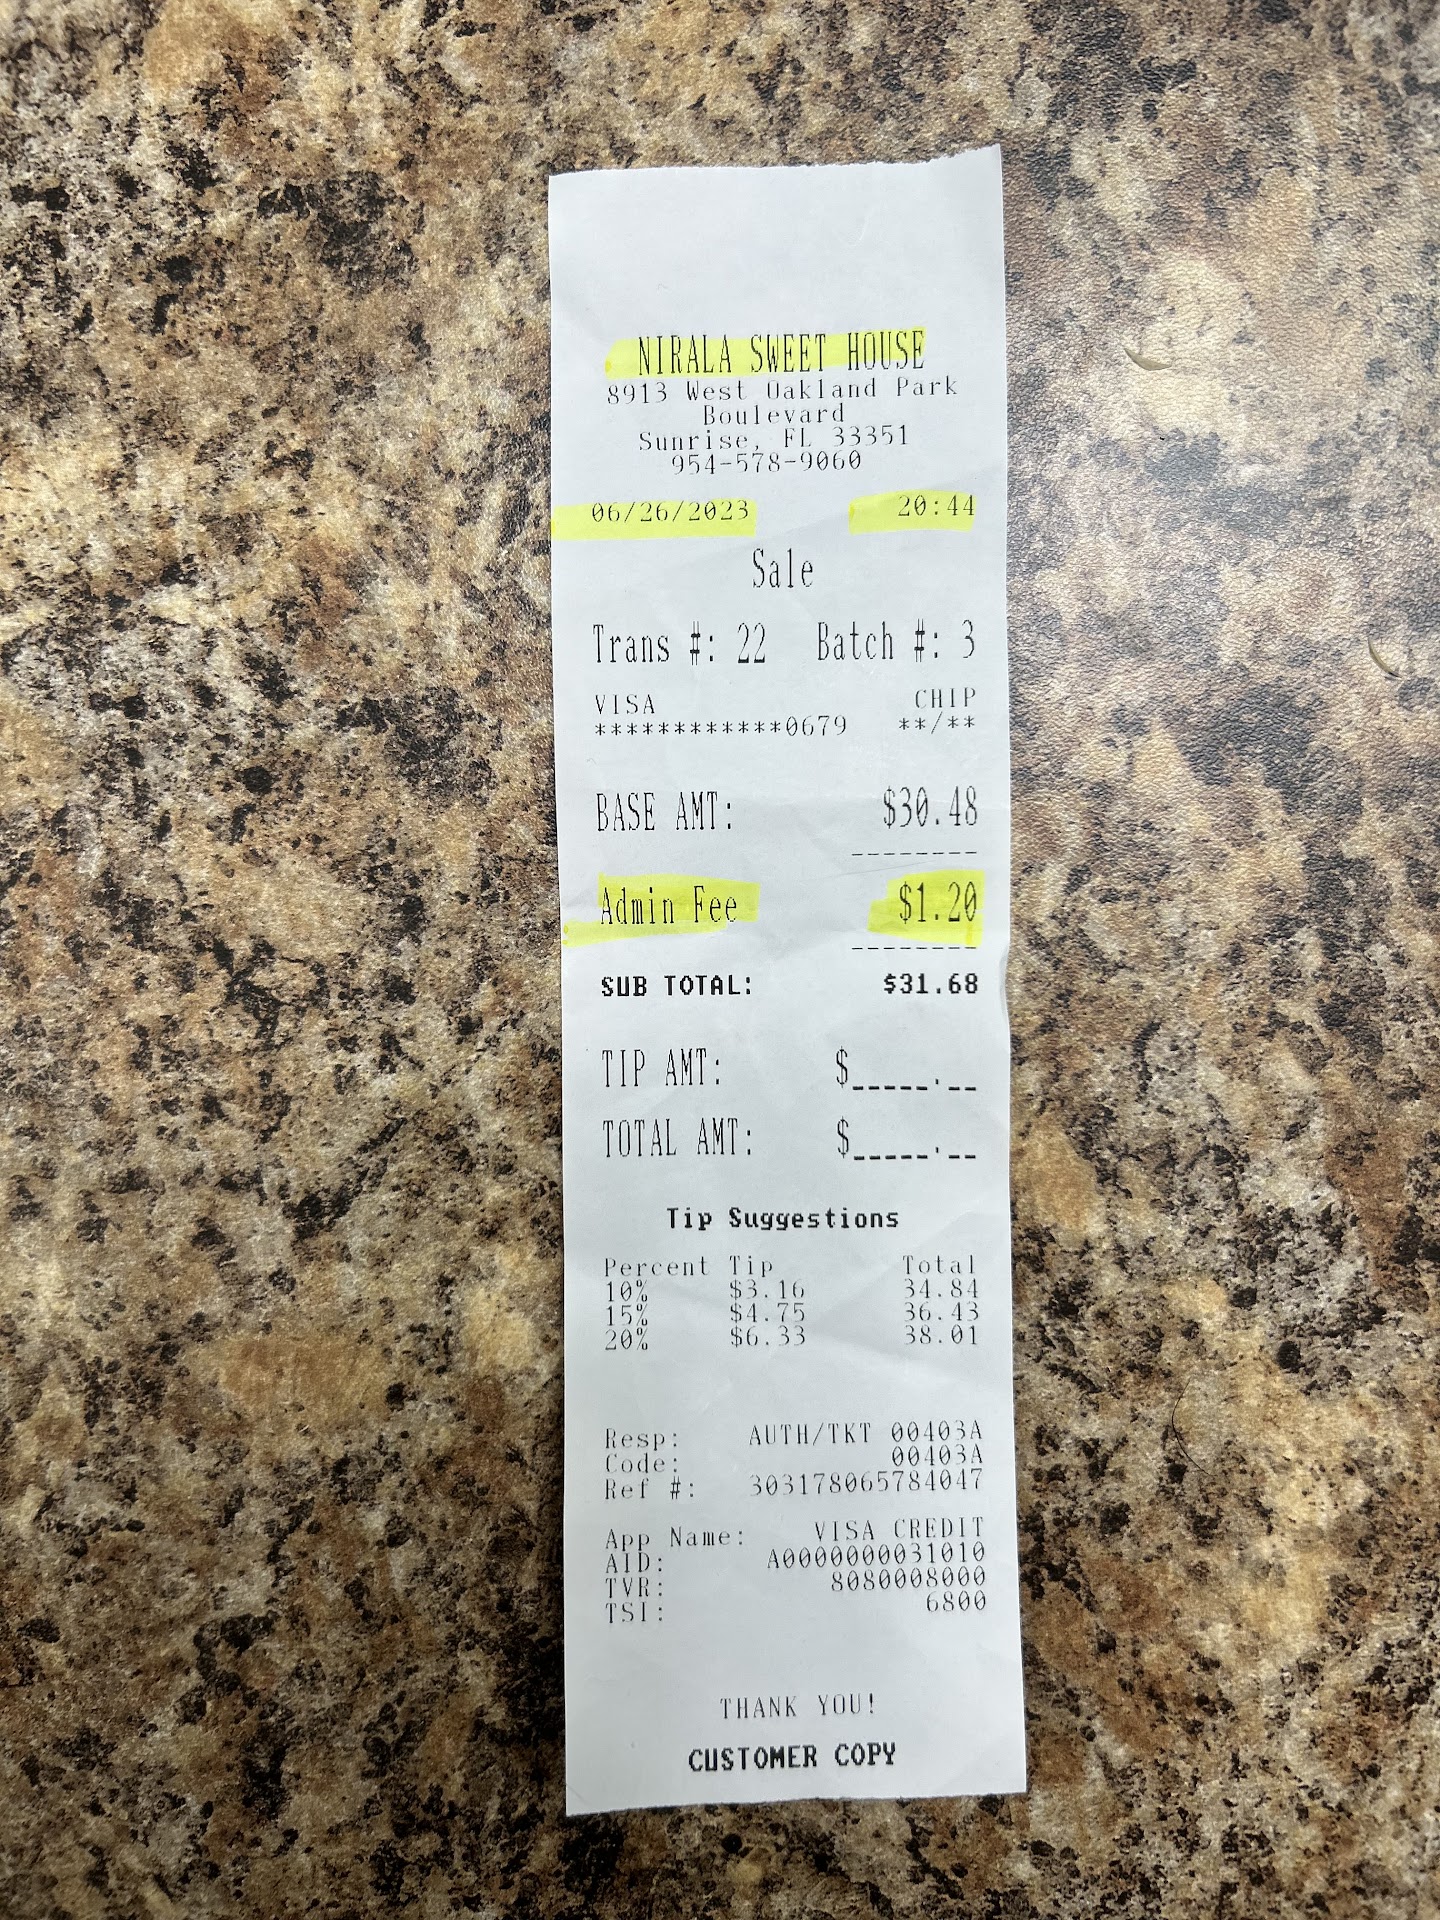 NIRALA SWEET HOUSE
8913 West Oakland Park
Boulevard
Sunrise, FL 33351
954-578-9060
06/26/2023 20:44
Sale
Trans #: 22 Batch #: 3
VISA CHIP
************0679 **/**
BASE AMT: $30.48
--------
Admin Fee $1.20
--------
SUB TOTAL: $31.68
TIP AMT: $_____.__
TOTAL AMT: $_____.__
Tip Suggestions
Percent Tip Total
10% $3.16 34.84
15% $4.75 36.43
20% $6.33 38.01
Resp: AUTH/TKT 00403A
Code: 00403A
Ref #: 303178065784047
App Name: VISA CREDIT
AID: A0000000031010
TVR: 8080008000
TSI: 6800
THANK YOU!
CUSTOMER COPY